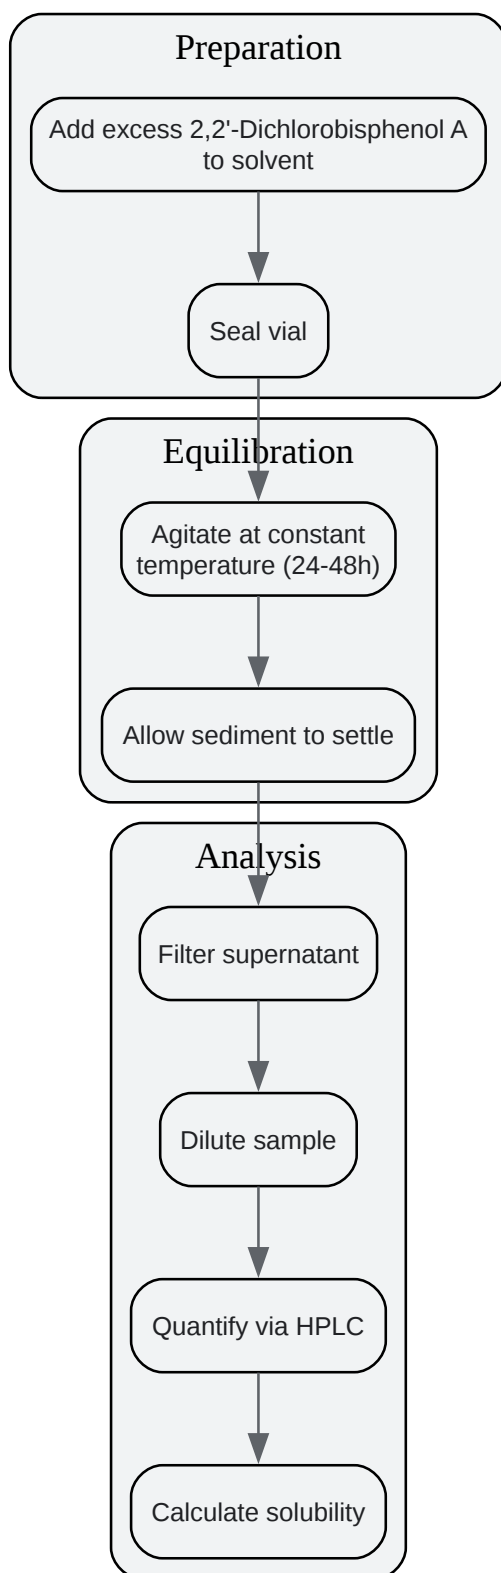 Preparation
Add excess 2,2'-Dichlorobisphenol A
to solvent
Seal vial
Equilibration
Agitate at constant
temperature (24-48h)
Allow sediment to settle
Analysis
Filter supernatant
Dilute sample
Quantify via HPLC
Calculate solubility